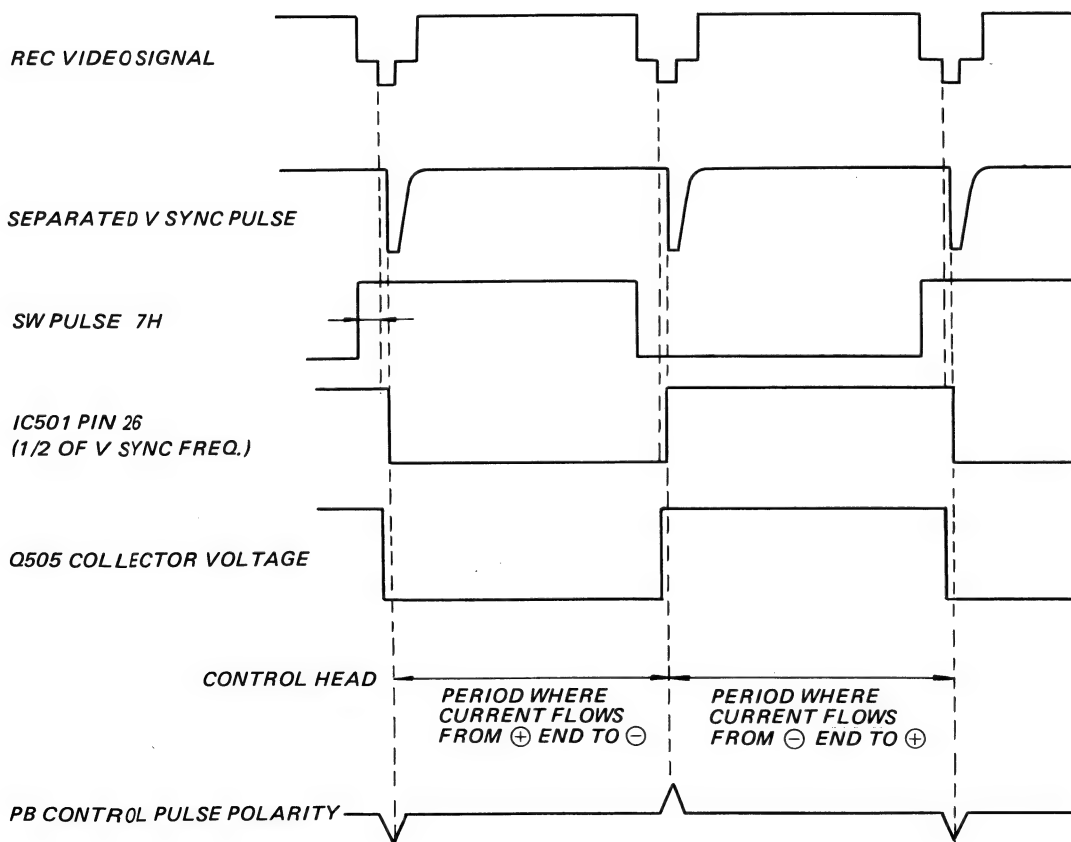 REC VIDEO SIGNAL
SEPARATED V SYNC PULSE
SW PULSE 7H
IC501 PIN 26
(1/2 OF V SYNC FREQ.)
Q505 COLLECTOR VOLTAGE
CONTROL HEAD
PERIOD WHERE
CURRENT FLOWS
FROM ⊕ END TO ⊖
PERIOD WHERE
CURRENT FLOWS
FROM ⊖ END TO ⊕
PB CONTROL PULSE POLARITY